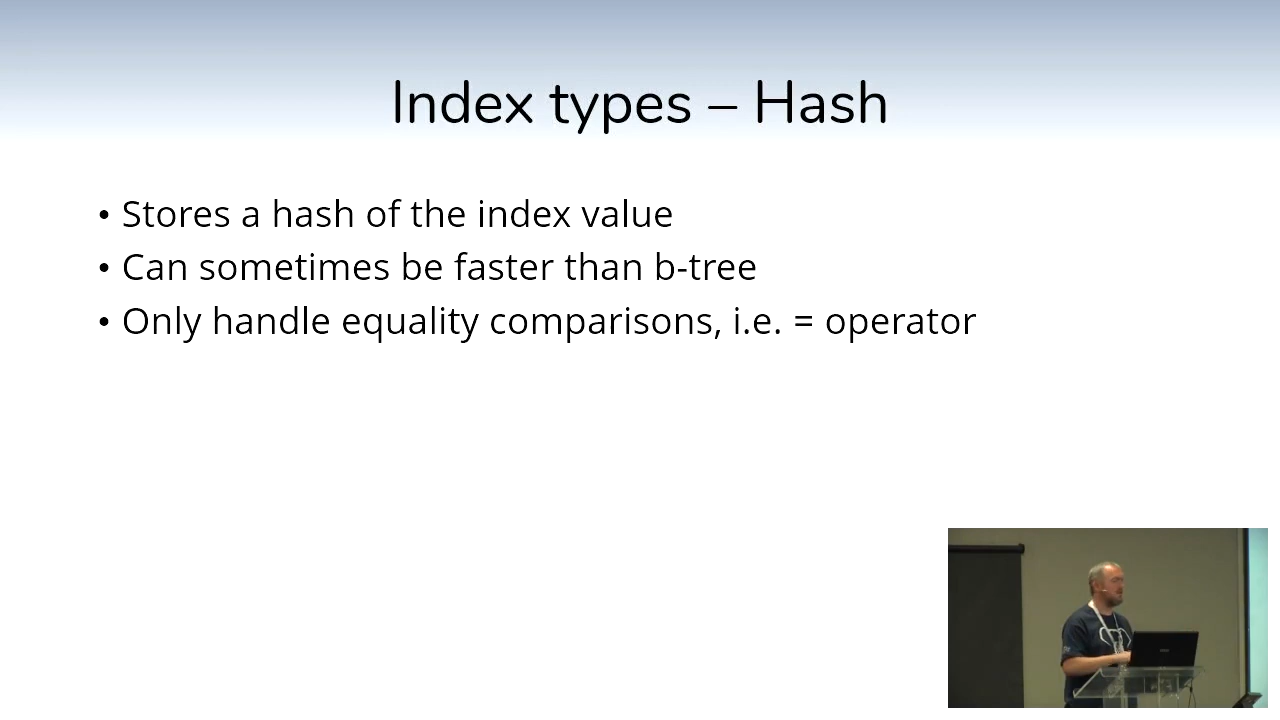 Index types – Hash
• Stores a hash of the index value
• Can sometimes be faster than b-tree
• Only handle equality comparisons, i.e. = operator